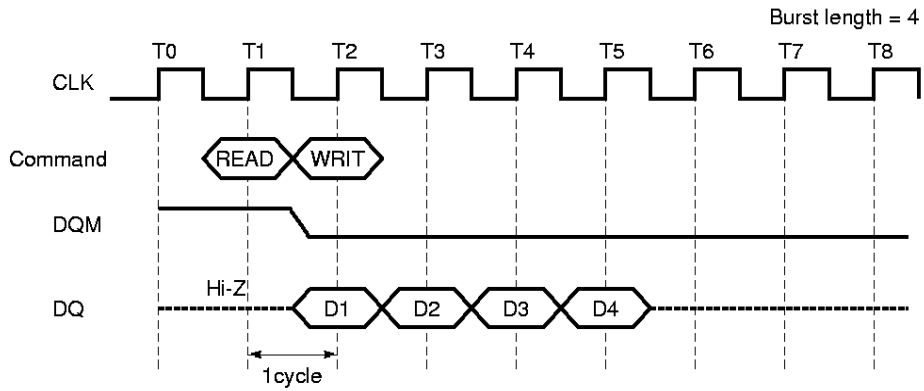 Burst length = 4
T0 T1 T2 T3 T4 T5 T6 T7 T8
CLK
Command READ WRIT
DQM
Hi-Z
DQ D1 D2 D3 D4
1cycle